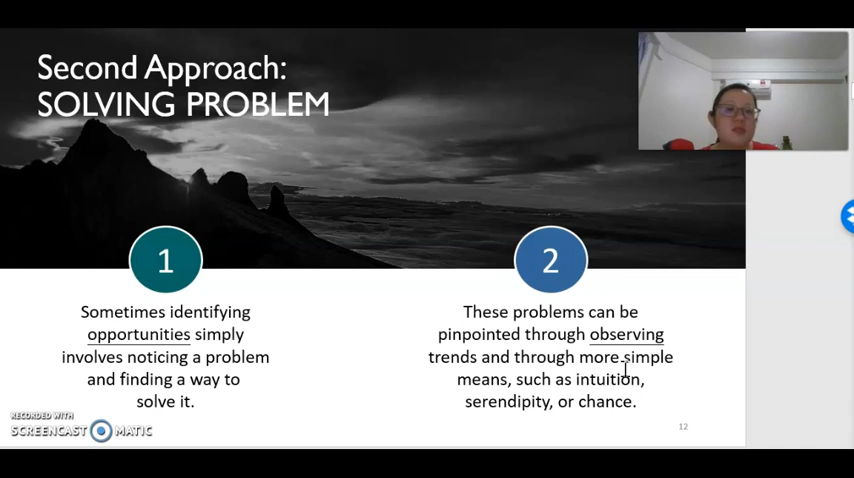 Second Approach:
SOLVING PROBLEM
1
Sometimes identifying
opportunities simply
involves noticing a problem
and finding a way to
solve it.
2
These problems can be
pinpointed through observing
trends and through more simple
means, such as intuition,
serendipity, or chance.
RECORDED WITH
SCREENCAST MATIC
12